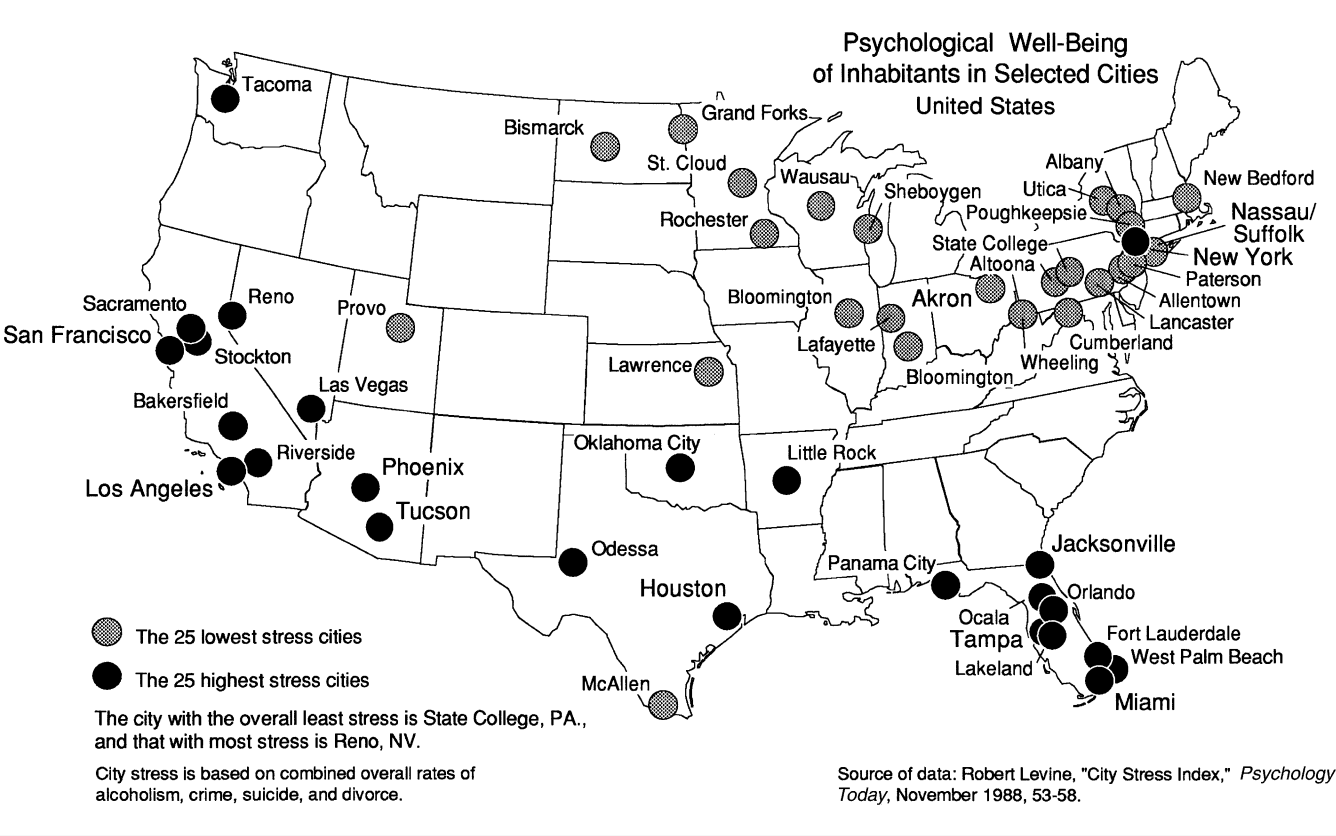 Psychological Well-Being
of Inhabitants in Selected Cities
United States
Tacoma
Bismarck
Grand Forks
St. Cloud
Wausau
Sheboygen
Rochester
Albany
Utica
Poughkeepsie
New Bedford
Nassau/
Suffolk
New York
State College
Altoona
Paterson
Allentown
Lancaster
Cumberland
Wheeling
Akron
Bloomington
Lafayette
Bloomington
Sacramento
Reno
Provo
San Francisco
Stockton
Lawrence
Las Vegas
Bakersfield
Riverside
Los Angeles
Phoenix
Tucson
Oklahoma City
Little Rock
Odessa
Houston
McAllen
Panama City
Jacksonville
Orlando
Ocala
Tampa
Lakeland
Fort Lauderdale
West Palm Beach
Miami
The 25 lowest stress cities
The 25 highest stress cities
The city with the overall least stress is State College, PA.,
and that with most stress is Reno, NV.
City stress is based on combined overall rates of
alcoholism, crime, suicide, and divorce.
Source of data: Robert Levine, "City Stress Index," Psychology
Today, November 1988, 53-58.